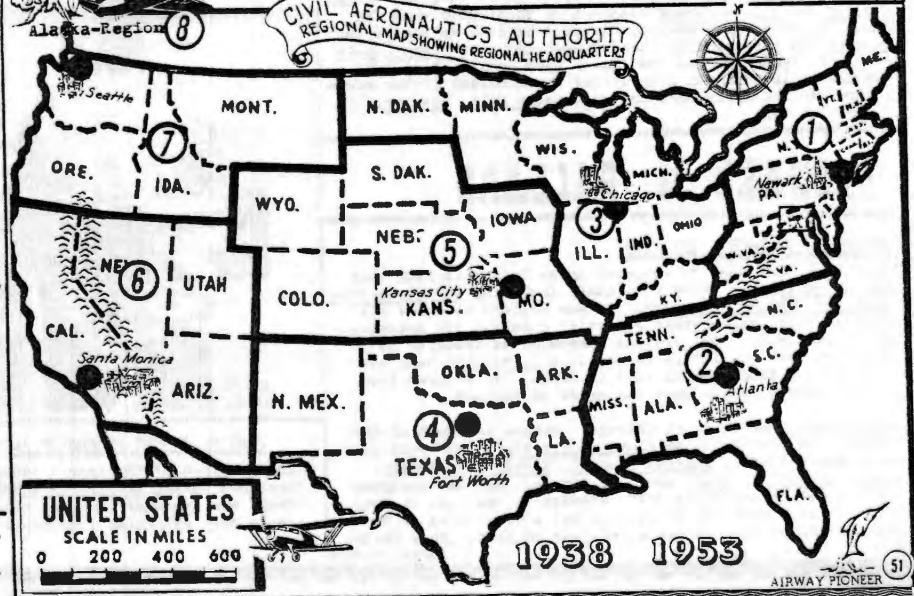 Alaska-Region 8
CIVIL AERONAUTICS AUTHORITY
REGIONAL MAP SHOWING REGIONAL HEADQUARTERS
N
Seattle
MONT.
N. DAK.
MINN.
ME.
VT.
N.H.
1
7
ORE.
IDA.
WYO.
S. DAK.
WIS.
MICH.
Chicago
3
Newark
PA.
IOWA
NEB.
5
ILL.
IND.
OHIO
W.VA.
VA.
6
UTAH
COLO.
Kansas City
KANS.
MO.
KY.
CAL.
Santa Monica
ARIZ.
N. MEX.
OKLA.
ARK.
TENN.
N.C.
S.C.
2
Atlanta
4
TEXAS
Fort Worth
LA.
MISS.
ALA.
FLA.
UNITED STATES
SCALE IN MILES
0 200 400 600
1938 1953
AIRWAY PIONEER
51